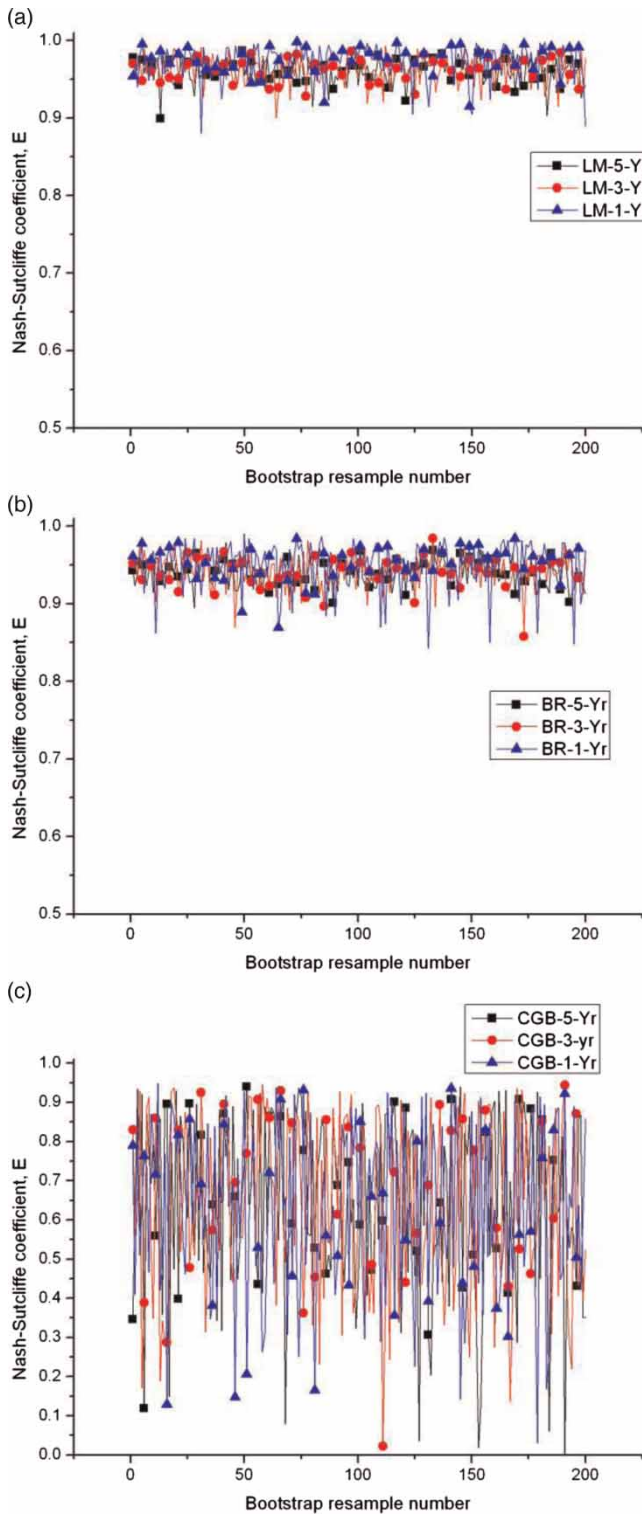 (a)
1.0
0.9
0.8
0.7
0.6
0.5
Nash-Sutcliffe coefficient, E
LM-5-Y
LM-3-Y
LM-1-Y
0
50
100
150
200
Bootstrap resample number
(b)
1.0
0.9
0.8
0.7
0.6
0.5
Nash-Sutcliffe coefficient, E
BR-5-Yr
BR-3-Yr
BR-1-Yr
0
50
100
150
200
Bootstrap resample number
(c)
CGB-5-Yr
CGB-3-yr
CGB-1-Yr
1.0
0.9
0.8
0.7
0.6
0.5
0.4
0.3
0.2
0.1
0.0
Nash-Sutcliffe coefficient, E
0
50
100
150
200
Bootstrap resample number